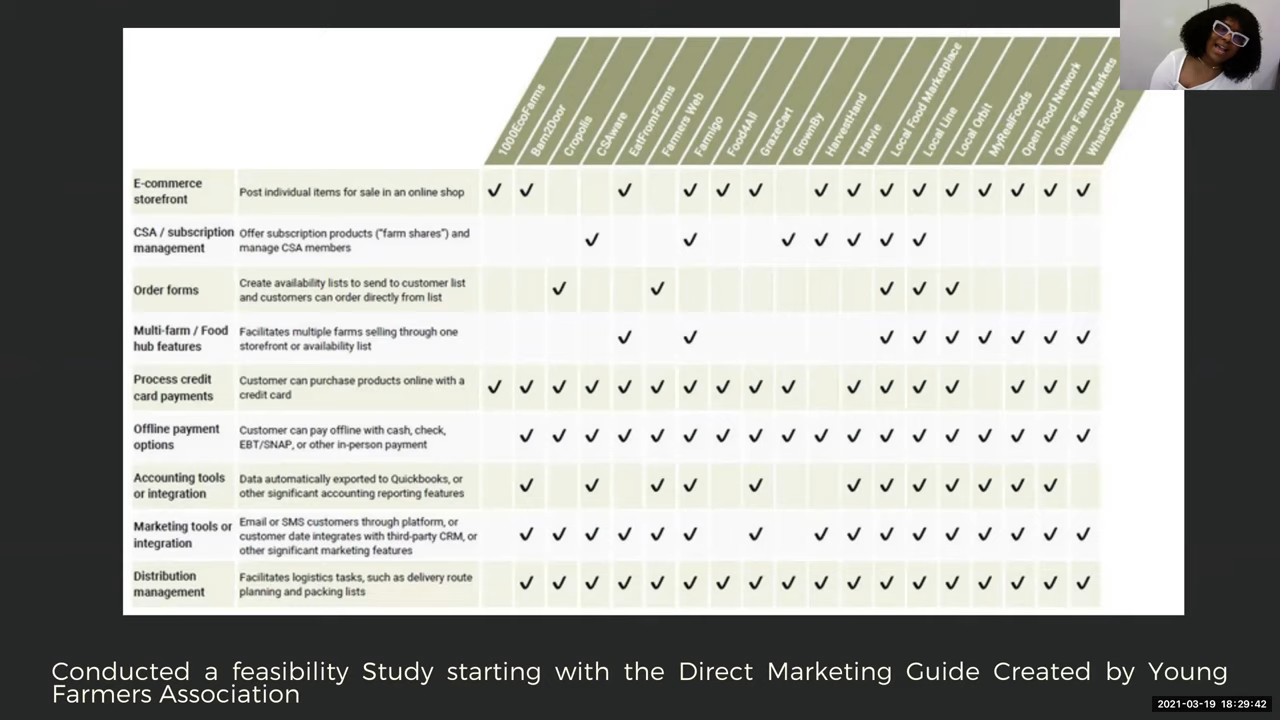 1000EcoFarms
Barn2Door
Cropolis
CSAware
EatFromFarms
Farmers Web
Farmigo
Food4All
GrazeCart
GrownBy
HarvestHand
Harvie
Local Food Marketplace
Local Line
Local Orbit
MyRealFoods
Open Food Network
Online Farm Markets
WhatsGood
E-commerce
storefront
Post individual items for sale in an online shop
✓ ✓ ✓ ✓ ✓ ✓ ✓ ✓ ✓ ✓ ✓ ✓ ✓ ✓ ✓
CSA / subscription
management
Offer subscription products ("farm shares") and
manage CSA members
✓ ✓ ✓ ✓ ✓ ✓ ✓
Order forms
Create availability lists to send to customer list
and customers can order directly from list
✓ ✓ ✓ ✓ ✓
Multi-farm / Food
hub features
Facilitates multiple farms selling through one
storefront or availability list
✓ ✓ ✓ ✓ ✓ ✓ ✓ ✓ ✓
Process credit
card payments
Customer can purchase products online with a
credit card
✓ ✓ ✓ ✓ ✓ ✓ ✓ ✓ ✓ ✓ ✓ ✓ ✓ ✓ ✓ ✓ ✓
Offline payment
options
Customer can pay offline with cash, check,
EBT/SNAP, or other in-person payment
✓ ✓ ✓ ✓ ✓ ✓ ✓ ✓ ✓ ✓ ✓ ✓ ✓ ✓ ✓ ✓ ✓ ✓
Accounting tools
or integration
Data automatically exported to Quickbooks, or
other significant accounting reporting features
✓ ✓ ✓ ✓ ✓ ✓ ✓ ✓ ✓ ✓ ✓ ✓
Marketing tools or
integration
Email or SMS customers through platform, or
customer date integrates with third-party CRM, or
other significant marketing features
✓ ✓ ✓ ✓ ✓ ✓ ✓ ✓ ✓ ✓ ✓ ✓ ✓ ✓ ✓ ✓
Distribution
management
Facilitates logistics tasks, such as delivery route
planning and packing lists
✓ ✓ ✓ ✓ ✓ ✓ ✓ ✓ ✓ ✓ ✓ ✓ ✓ ✓ ✓ ✓ ✓ ✓
Conducted a feasibility Study starting with the Direct Marketing Guide Created by Young
Farmers Association
2021-03-19 18:29:42